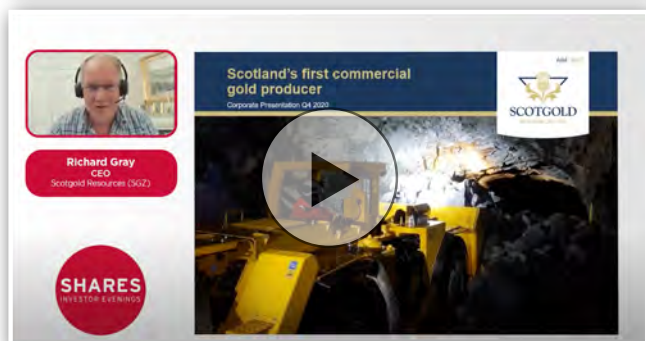 Scotland's first commercial
gold producer
Corporate Presentation Q4 2020
SCOTGOLD
Richard Gray
CEO
Scotgold Resources (SGZ)
SHARES
INVESTOR EVENINGS